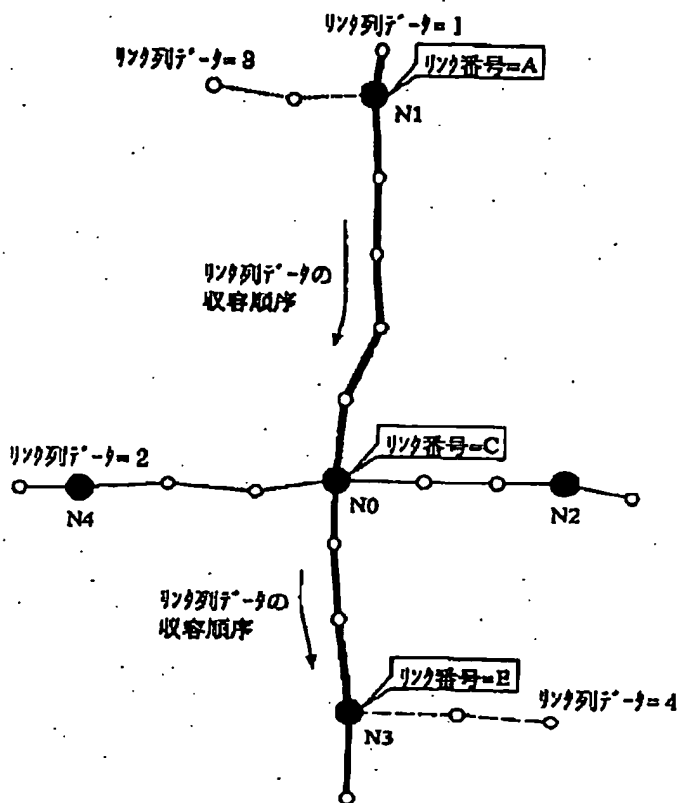 リンク列データ=1
リンク列データ=3
リンク番号=A
N1
リンク列データの
収容順序
リンク列データ=2
リンク番号=C
N4
N0
N2
リンク列データの
収容順序
リンク番号=E
リンク列データ=4
N3